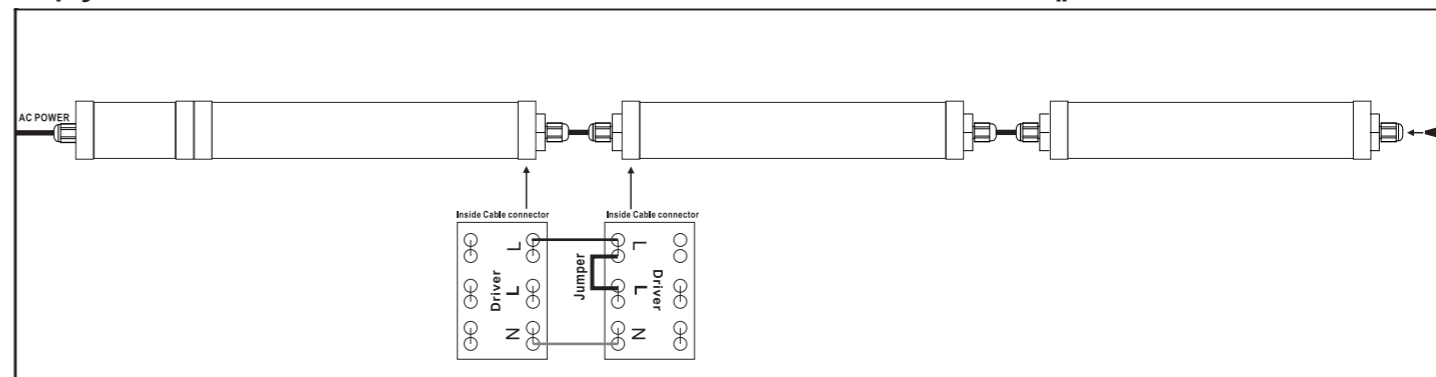 AC POWER
Inside Cable connector
Inside Cable connector
L
Driver
L
N
Jumper
L
L
Driver
N